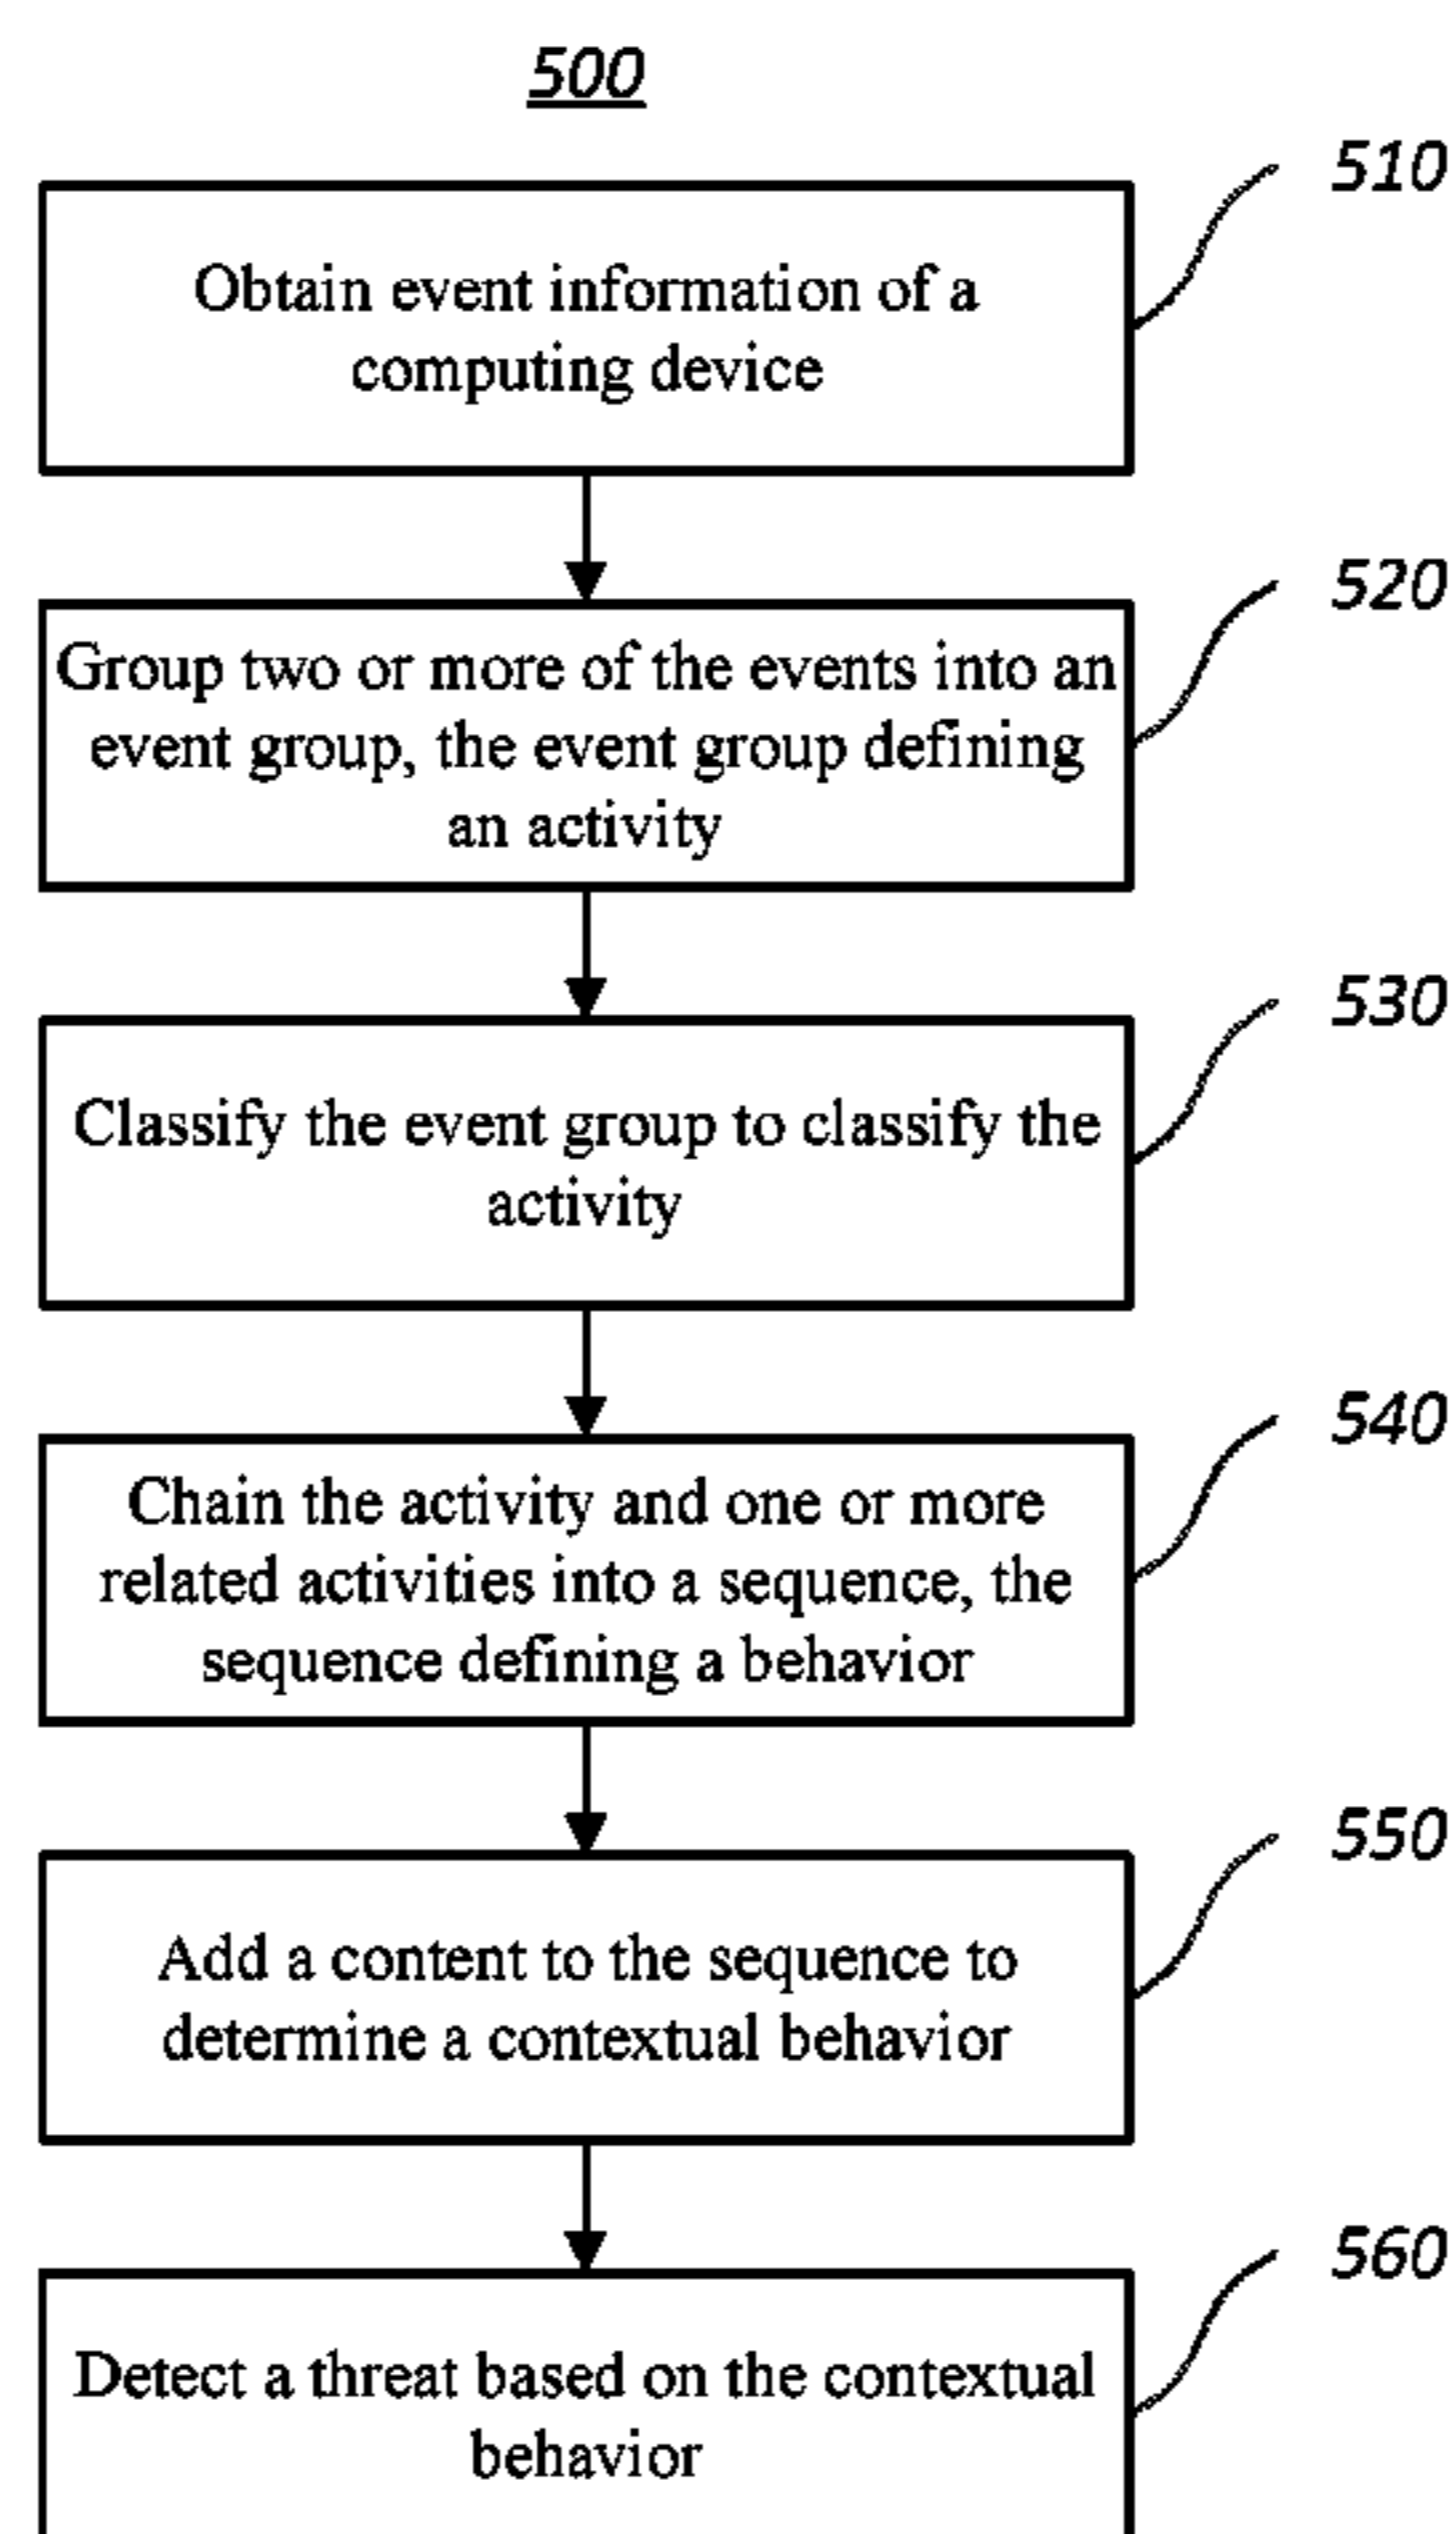 500
510
Obtain event information of a
computing device
520
Group two or more of the events into an
event group, the event group defining
an activity
530
Classify the event group to classify the
activity
540
Chain the activity and one or more
related activities into a sequence, the
sequence defining a behavior
550
Add a content to the sequence to
determine a contextual behavior
560
Detect a threat based on the contextual
behavior